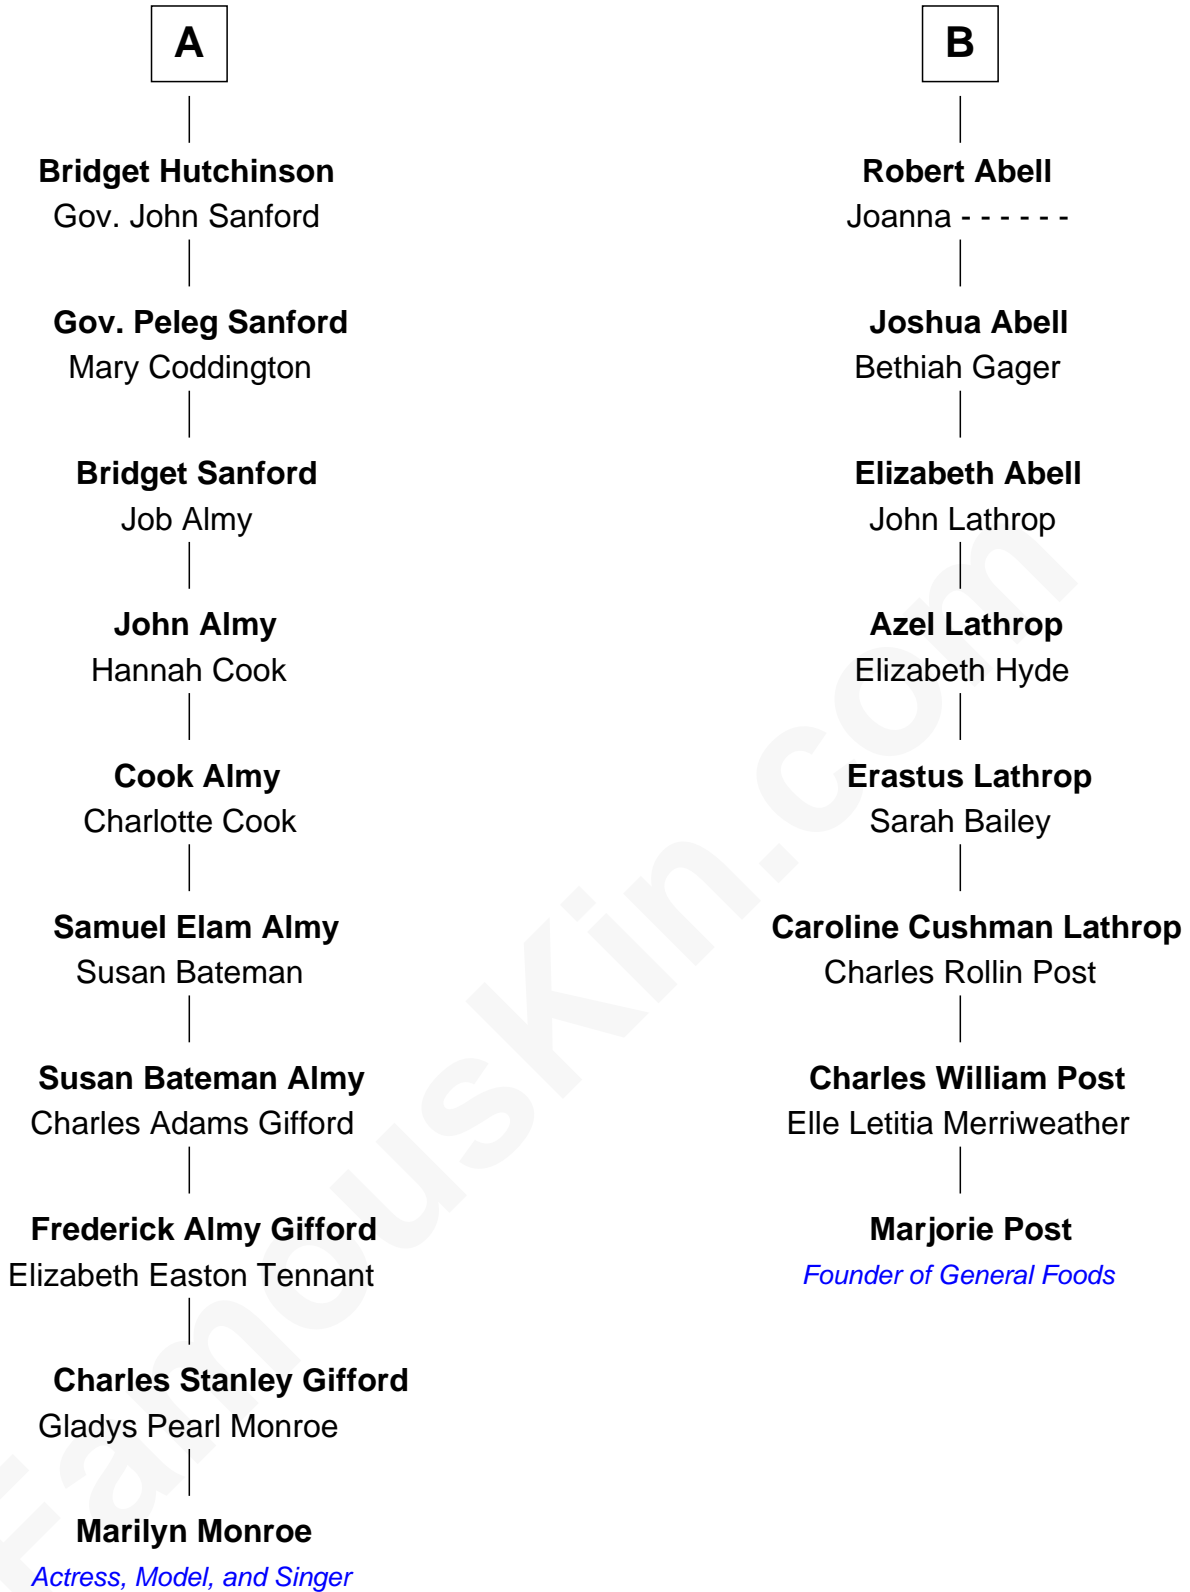 A
Bridget Hutchinson
Gov. John Sanford
Gov. Peleg Sanford
Mary Coddington
Bridget Sanford
Job Almy
John Almy
Hannah Cook
Cook Almy
Charlotte Cook
Samuel Elam Almy
Susan Bateman
Susan Bateman Almy
Charles Adams Gifford
Frederick Almy Gifford
Elizabeth Easton Tennant
Charles Stanley Gifford
Gladys Pearl Monroe
Marilyn Monroe
Actress, Model, and Singer
B
Robert Abell
Joanna - - - - - -
Joshua Abell
Bethiah Gager
Elizabeth Abell
John Lathrop
Azel Lathrop
Elizabeth Hyde
Erastus Lathrop
Sarah Bailey
Caroline Cushman Lathrop
Charles Rollin Post
Charles William Post
Elle Letitia Merriweather
Marjorie Post
Founder of General Foods
FamousKin.com